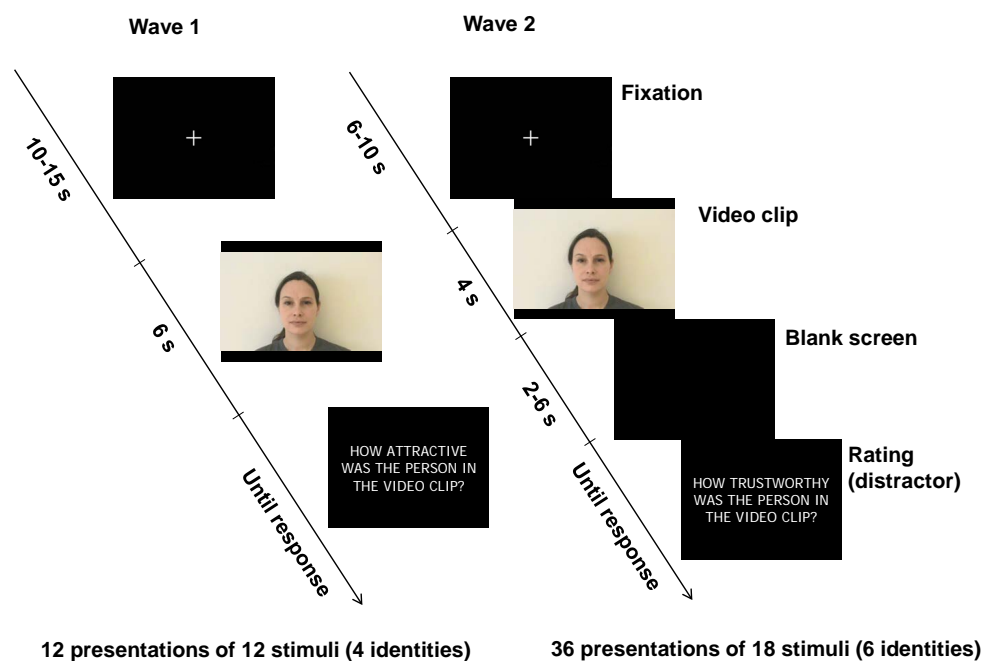 Wave 1
10-15 s
6 s
Until response
HOW ATTRACTIVE
WAS THE PERSON IN
THE VIDEO CLIP?
12 presentations of 12 stimuli (4 identities)
Wave 2
6-10 s
4 s
2-6 s
Until response
Fixation
Video clip
Blank screen
Rating
(distractor)
HOW TRUSTWORTHY
WAS THE PERSON IN
THE VIDEO CLIP?
36 presentations of 18 stimuli (6 identities)